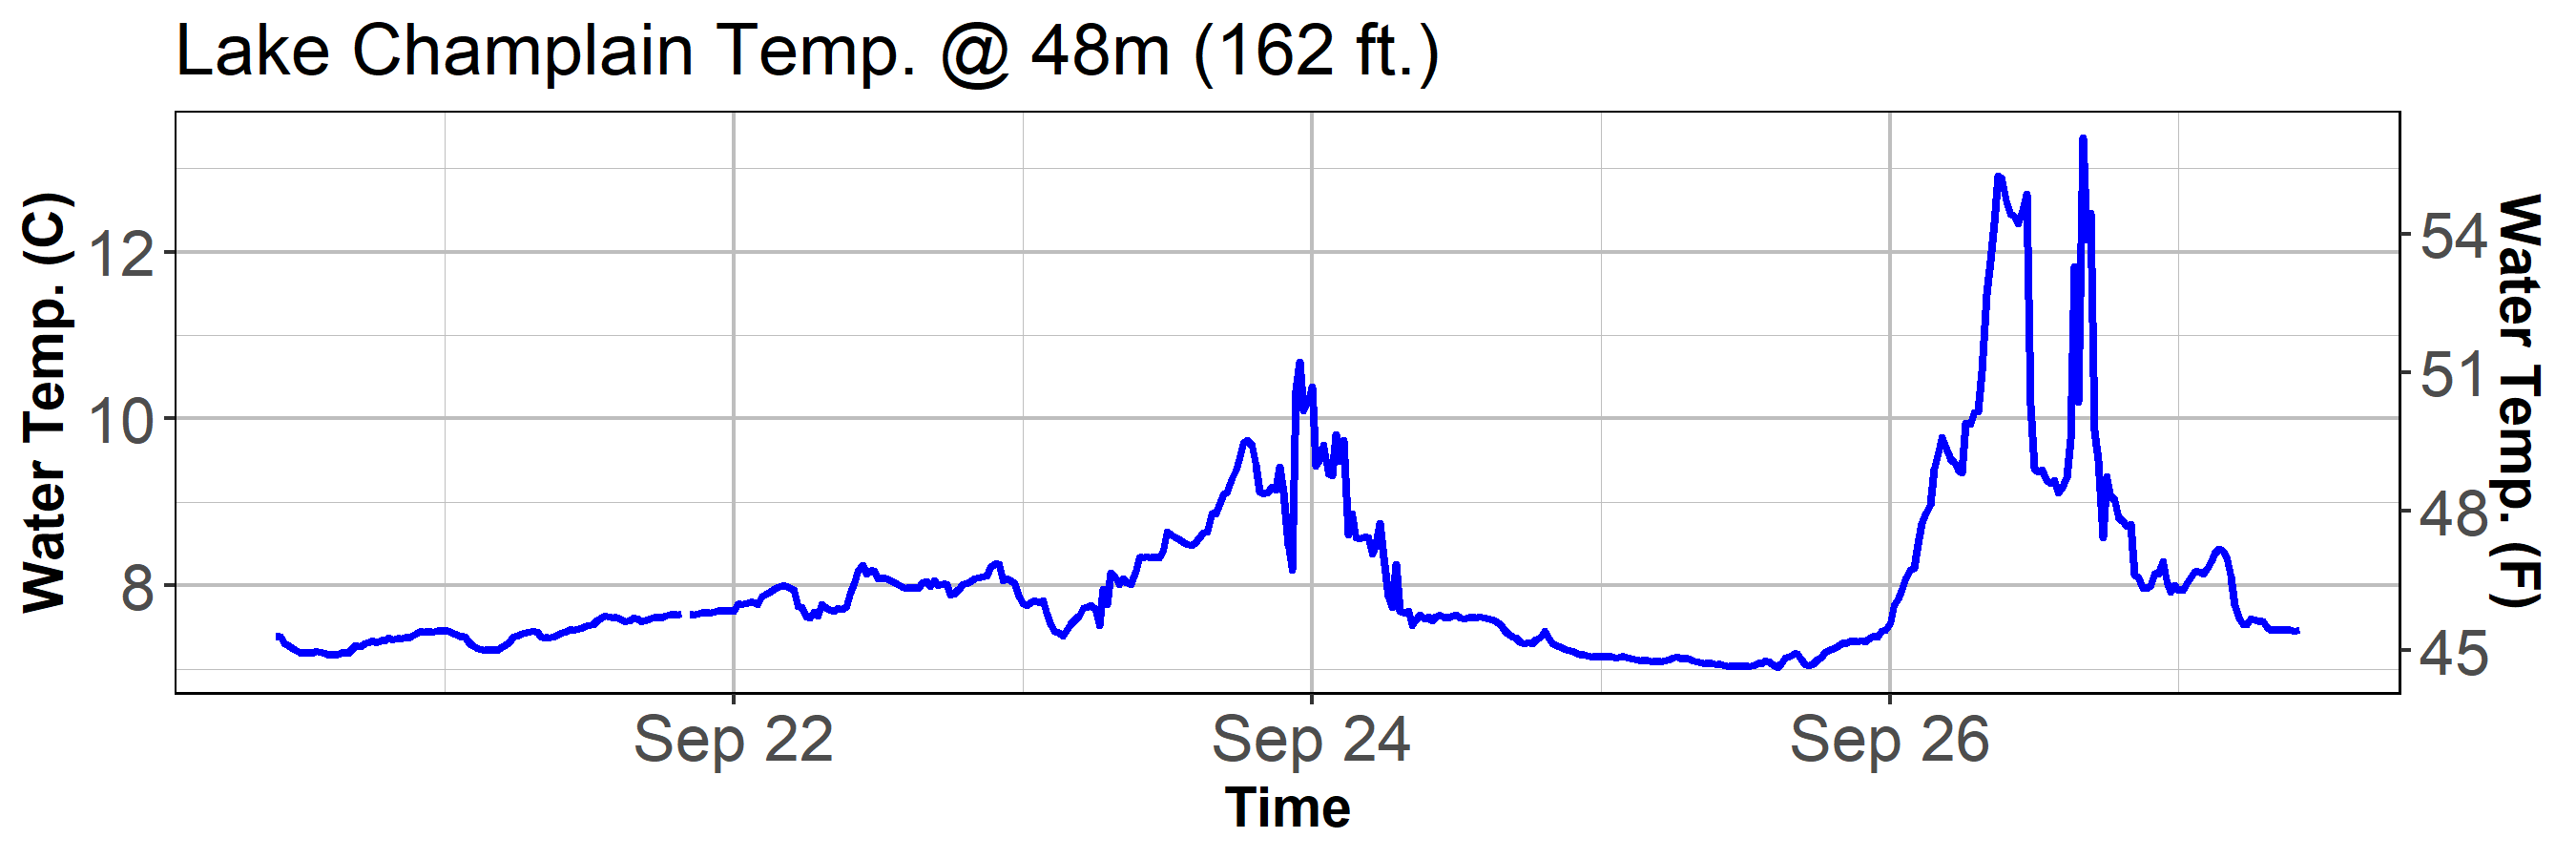 Lake Champlain Temp. @ 48m (162 ft.)
Water Temp. (C)
12
10
8
54
51
48
45
Water Temp. (F)
Sep 22
Sep 24
Sep 26
Time